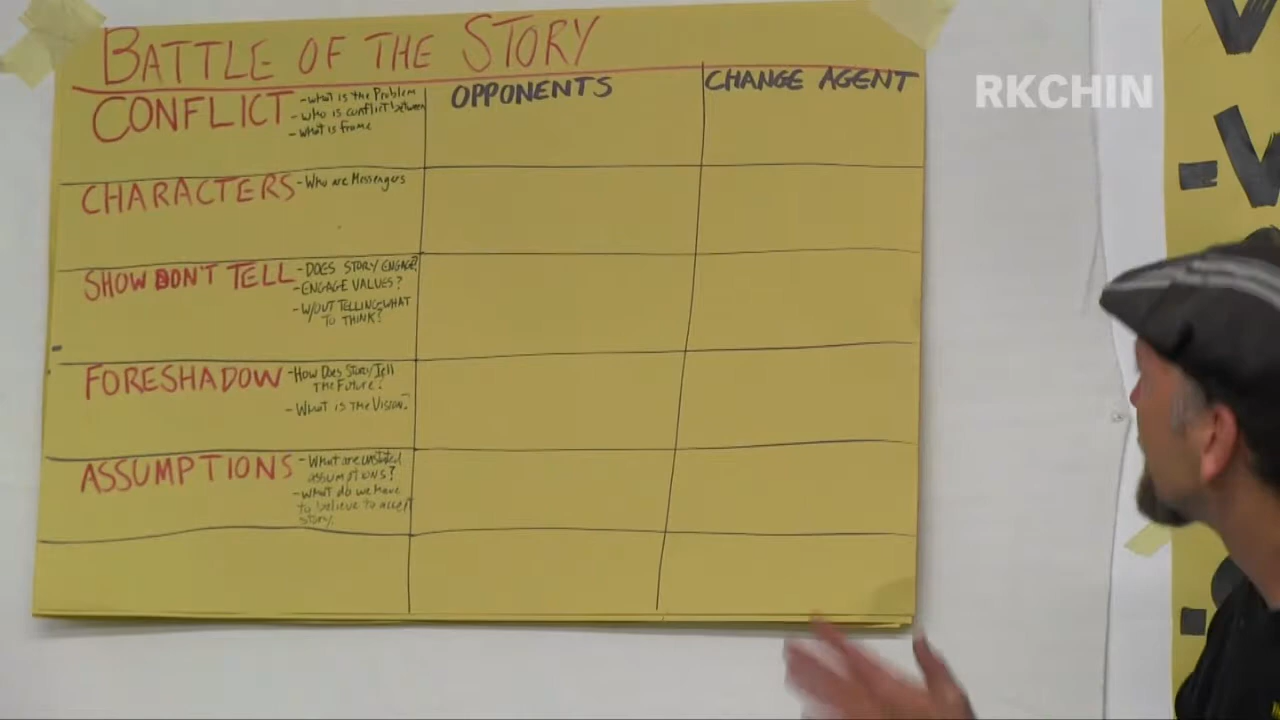 BATTLE OF THE STORY
CONFLICT
- What is the Problem
- Who is conflict between
- What is frame
OPPONENTS
CHANGE AGENT
RKCHIN
CHARACTERS
- Who are Messengers
SHOW DON'T TELL
- DOES STORY ENGAGE?
- ENGAGE VALUES?
- W/OUT TELLING WHAT
TO THINK?
FORESHADOW
- How Does Story Tell
The Future?
- What is the Vision?
ASSUMPTIONS
- What are unstated
ASSUMPTIONS?
- What do we have
to believe to accept
story.